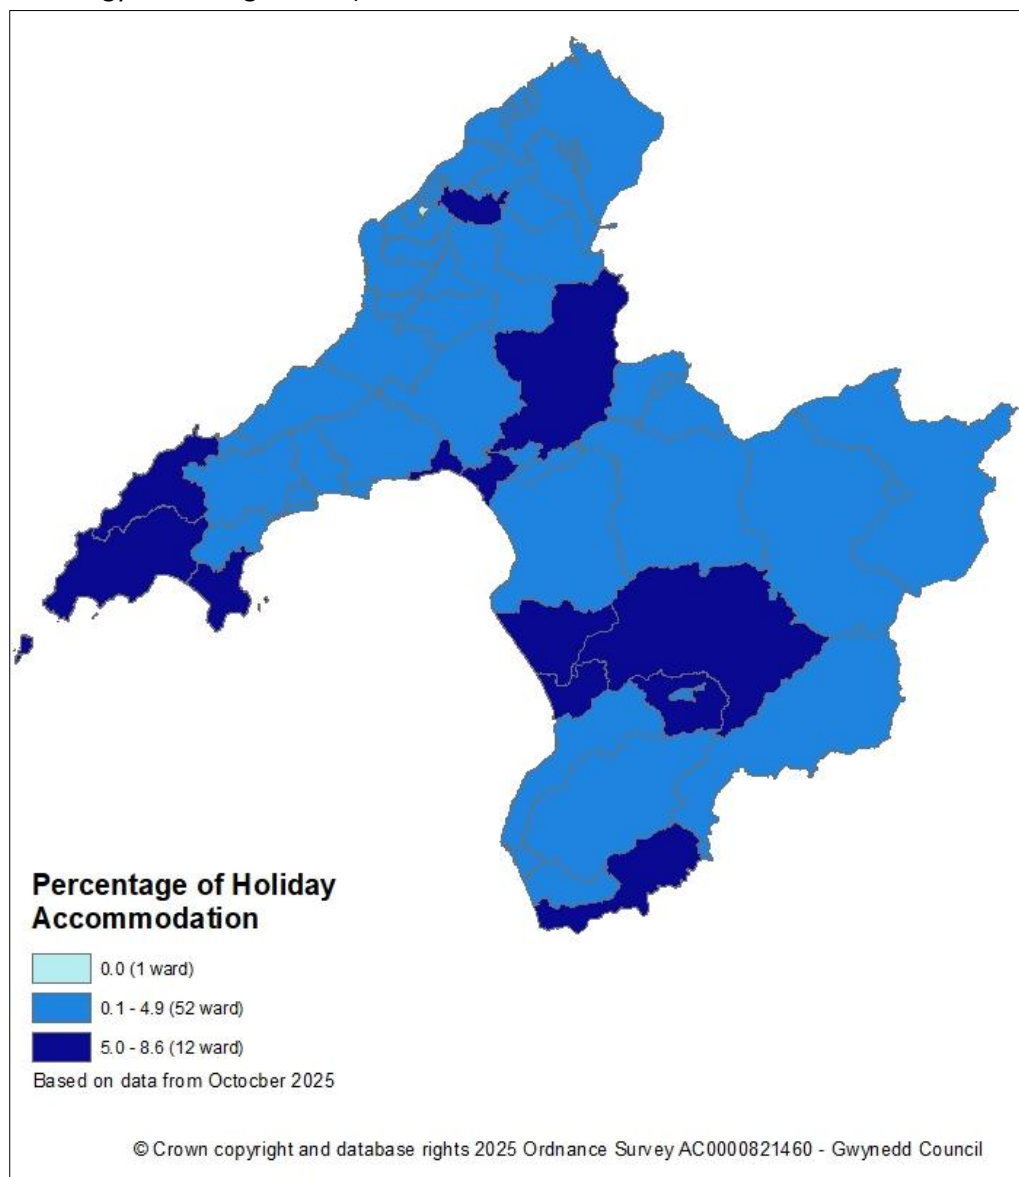 Percentage of Holiday
Accommodation
0.0 (1 ward)
0.1 - 4.9 (52 ward)
5.0 - 8.6 (12 ward)
Based on data from Octocber 2025
© Crown copyright and database rights 2025 Ordnance Survey AC0000821460 - Gwynedd Council